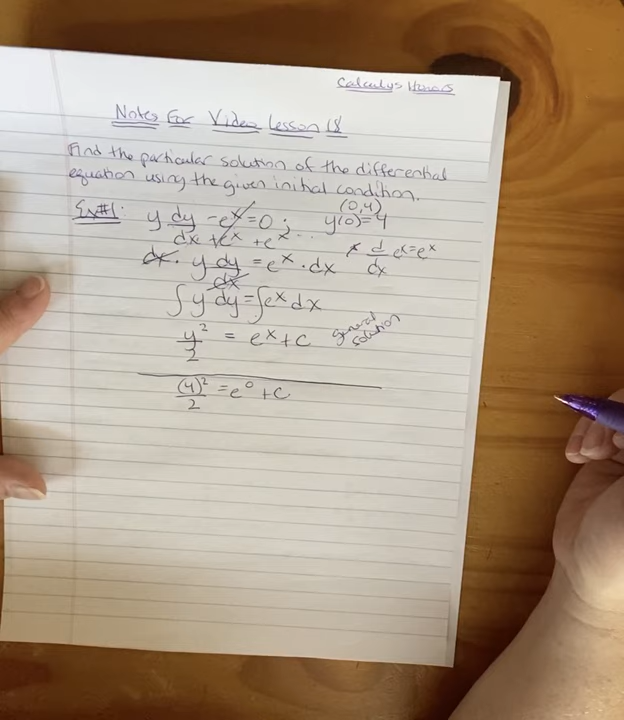 Calculus Honors
Notes For Video Lesson 18
Find the particular solution of the differential
equation using the given initial condition.
(0,4)
Ex#1: y dy/dx - e^x = 0; y(0)=4
+e^x +e^x
* d/dx e^x = e^x
dx · y dy/dx = e^x · dx
∫ y dy = ∫ e^x dx
y²/2 = e^x + C general solution
(4)²/2 = e⁰ + C